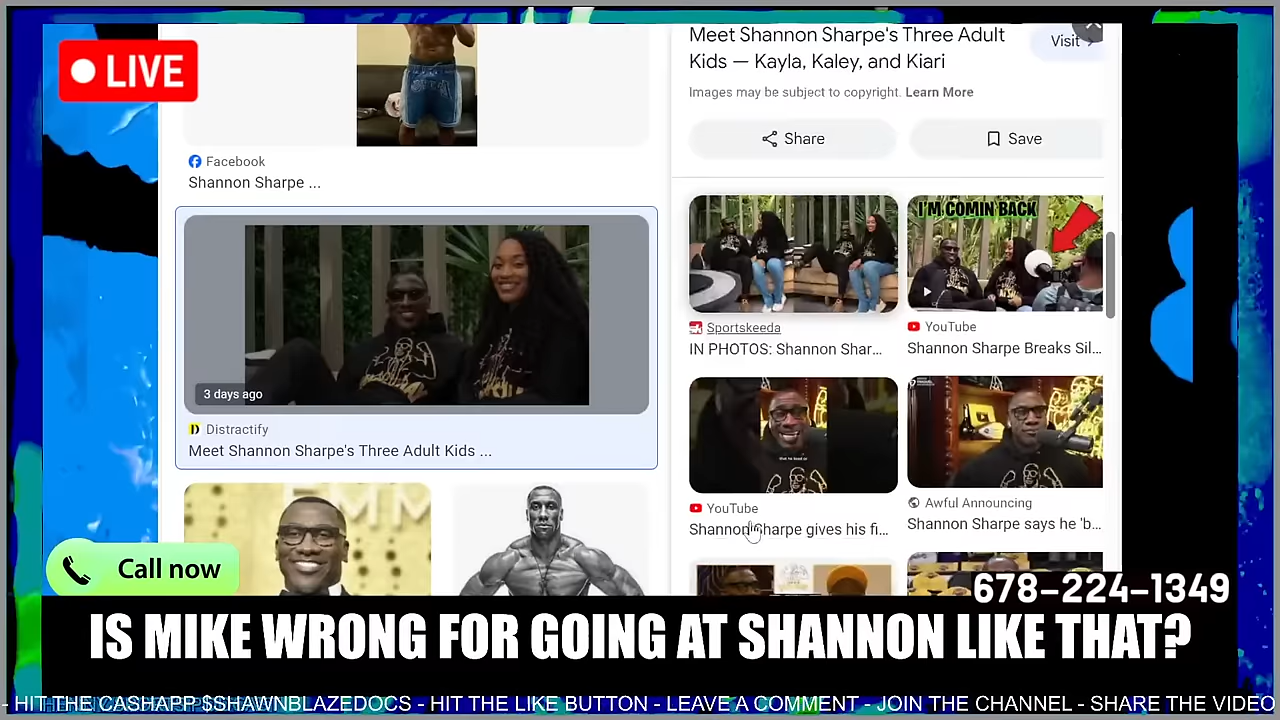 LIVE
Facebook
Shannon Sharpe ...
3 days ago
Distractify
Meet Shannon Sharpe's Three Adult Kids ...
Meet Shannon Sharpe's Three Adult
Kids — Kayla, Kaley, and Kiari
Visit
Images may be subject to copyright. Learn More
Share
Save
I'M COMIN BACK
Sportskeeda
IN PHOTOS: Shannon Shar...
YouTube
Shannon Sharpe Breaks Sil...
YouTube
Shannon Sharpe gives his fi...
Awful Announcing
Shannon Sharpe says he 'b...
Call now
678-224-1349
IS MIKE WRONG FOR GOING AT SHANNON LIKE THAT?
- HIT THE CASHAPP $SHAWNBLAZEDOCS - HIT THE LIKE BUTTON - LEAVE A COMMENT - JOIN THE CHANNEL - SHARE THE VIDEO